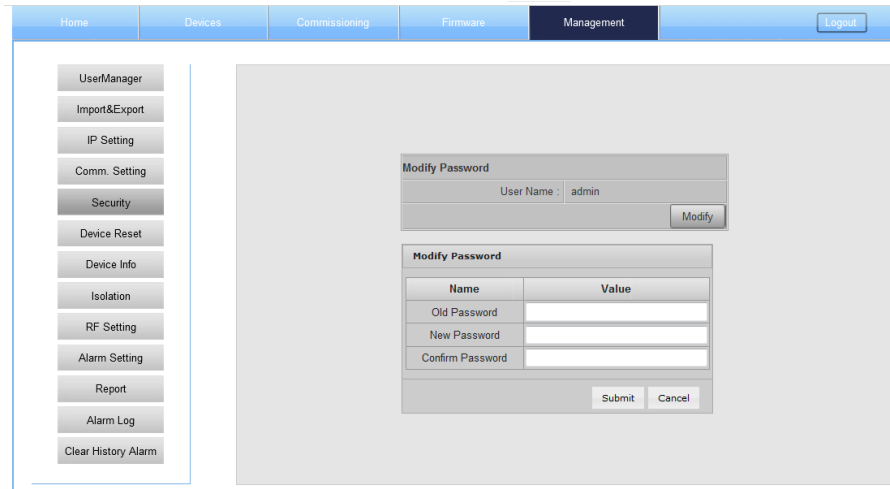 Home Devices Commissioning Firmware Management Logout
UserManager
Import&Export
IP Setting
Comm. Setting
Security
Device Reset
Device Info
Isolation
RF Setting
Alarm Setting
Report
Alarm Log
Clear History Alarm
Modify Password
User Name : admin
Modify
Modify Password
Name Value
Old Password
New Password
Confirm Password
Submit Cancel